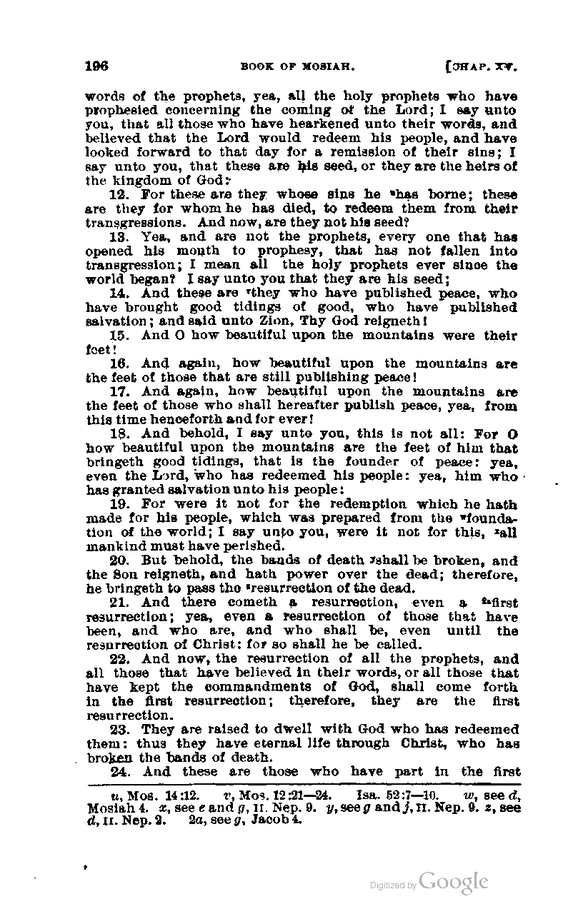 196 BOOK OF MOSIAH. [CHAP. XV.
words of the prophets, yea, all the holy prophets who have
prophesied concerning the coming of the Lord; I say unto
you, that all those who have hearkened unto their words, and
believed that the Lord would redeem his people, and have
looked forward to that day for a remission of their sins; I
say unto you, that these are his seed, or they are the heirs of
the kingdom of God:
12. For these are they whose sins he ᵘhas borne; these
are they for whom he has died, to redeem them from their
transgressions. And now, are they not his seed?
13. Yea, and are not the prophets, every one that has
opened his mouth to prophesy, that has not fallen into
transgression; I mean all the holy prophets ever since the
world began? I say unto you that they are his seed;
14. And these are ᵛthey who have published peace, who
have brought good tidings of good, who have published
salvation; and said unto Zion, Thy God reigneth!
15. And O how beautiful upon the mountains were their
feet!
16. And again, how beautiful upon the mountains are
the feet of those that are still publishing peace!
17. And again, how beautiful upon the mountains are
the feet of those who shall hereafter publish peace, yea, from
this time henceforth and for ever!
18. And behold, I say unto you, this is not all: For O
how beautiful upon the mountains are the feet of him that
bringeth good tidings, that is the founder of peace: yea,
even the Lord, who has redeemed his people: yea, him who
has granted salvation unto his people:
19. For were it not for the redemption which he hath
made for his people, which was prepared from the ʷfounda-
tion of the world; I say unto you, were it not for this, ˣall
mankind must have perished.
20. But behold, the bands of death ʸshall be broken, and
the Son reigneth, and hath power over the dead; therefore,
he bringeth to pass the ᶻresurrection of the dead.
21. And there cometh a resurrection, even a ²ᵃfirst
resurrection; yea, even a resurrection of those that have
been, and who are, and who shall be, even until the
resurrection of Christ: for so shall he be called.
22. And now, the resurrection of all the prophets, and
all those that have believed in their words, or all those that
have kept the commandments of God, shall come forth
in the first resurrection; therefore, they are the first
resurrection.
23. They are raised to dwell with God who has redeemed
them: thus they have eternal life through Christ, who has
broken the bands of death.
24. And these are those who have part in the first
u, Mos. 14:12. v, Mos. 12:21—24. Isa. 52:7—10. w, see d,
Mosiah 4. x, see e and g, II. Nep. 9. y, see g and j, II. Nep. 9. z, see
d, II. Nep. 2. 2a, see g, Jacob 4.
Digitized by Google